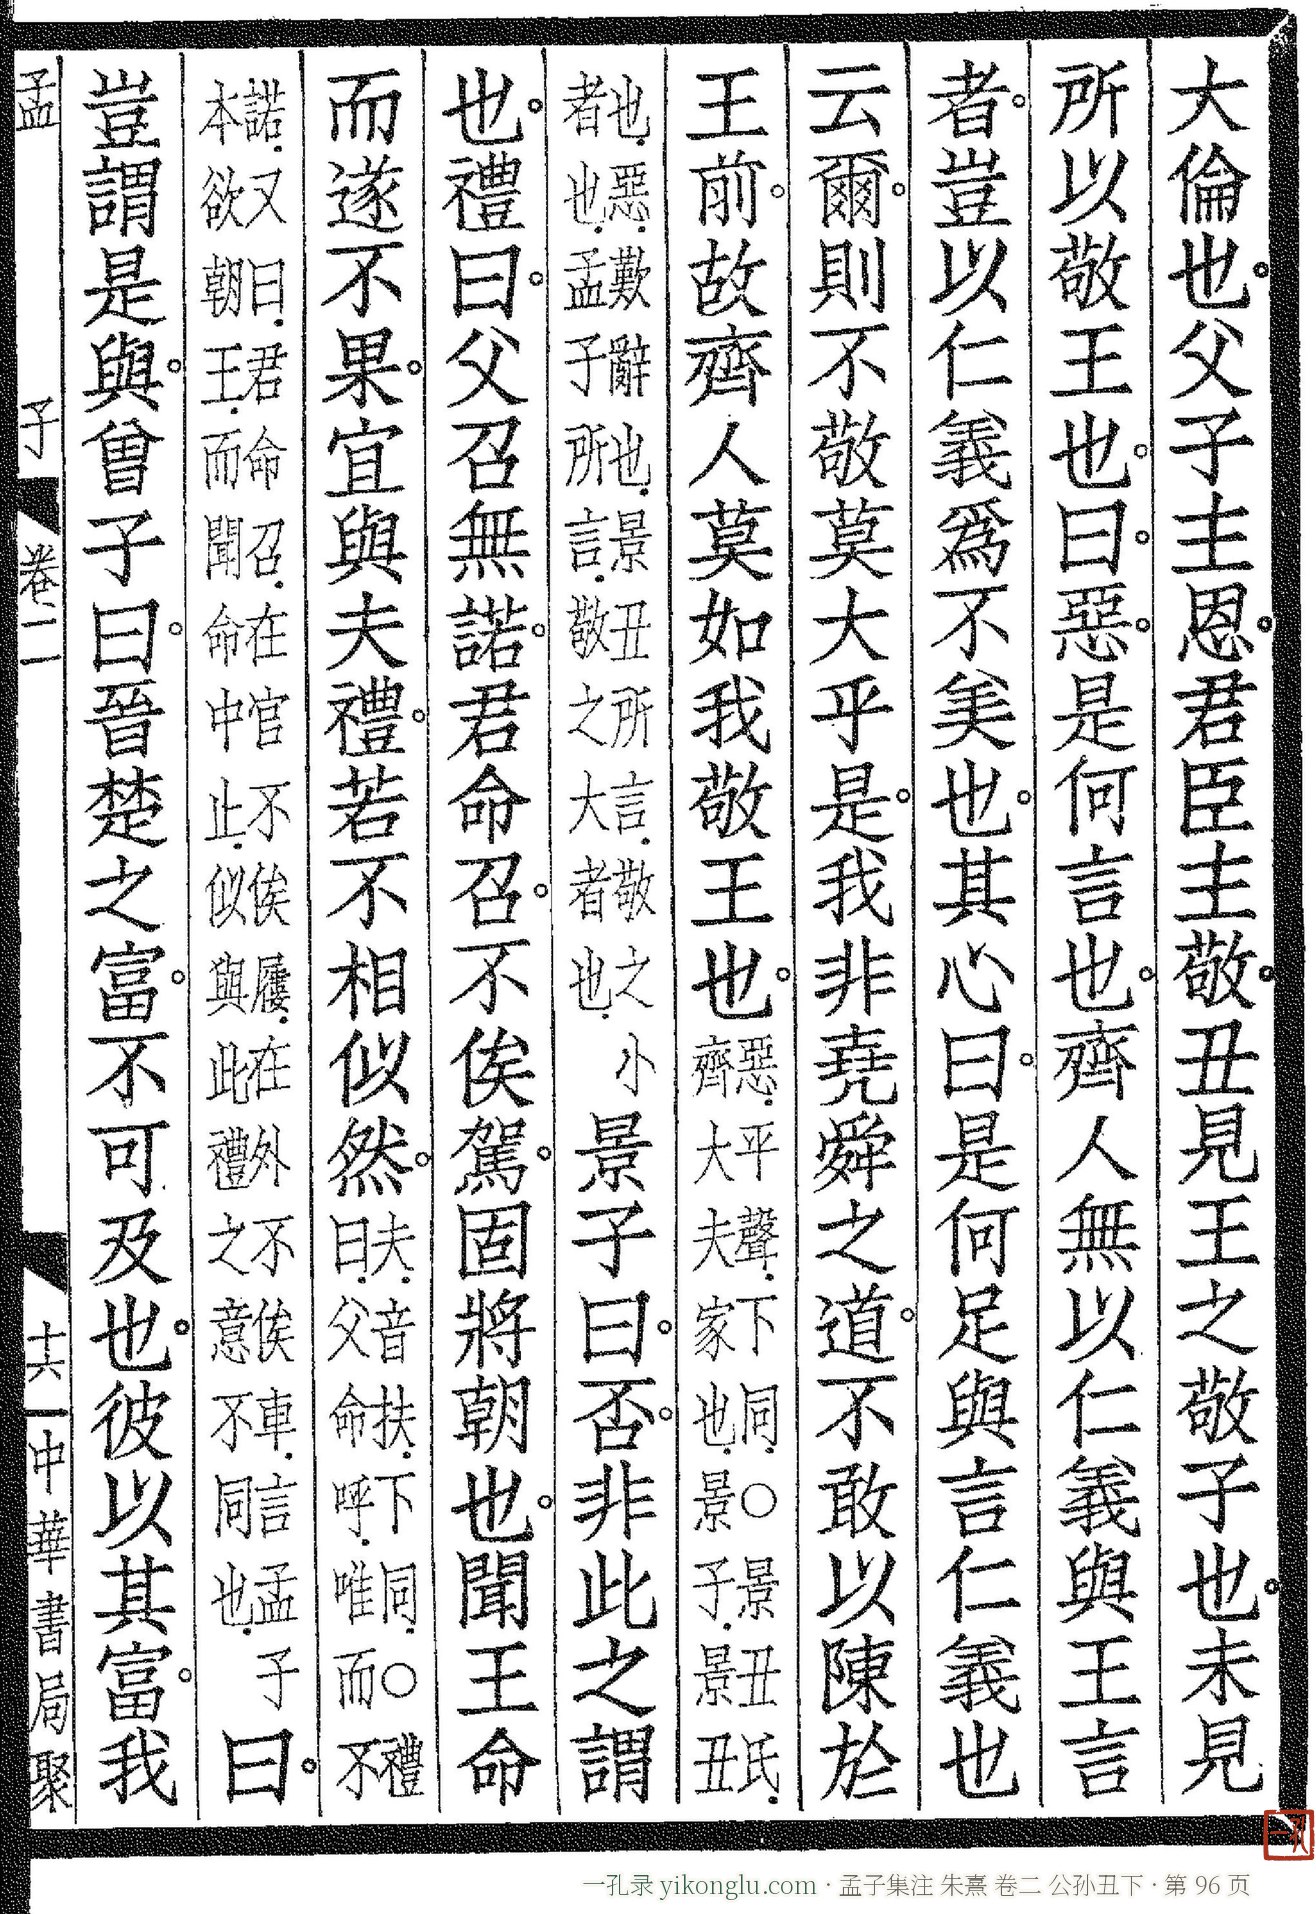 大倫也。父子主恩。君臣主敬。丑見王之敬子也。未見
所以敬王也。曰。惡。是何言也。齊人無以仁義與王言
者。豈以仁義爲不美也。其心曰。是何足與言仁義也
云爾。則不敬莫大乎是。我非堯舜之道。不敢以陳於
王前。故齊人莫如我敬王也。
惡.平聲.下同.○景丑氏.
齊大夫家也.景子.景丑
也.惡.歎辭也.景丑所言.敬之小
者也.孟子所言.敬之大者也.
景子曰。否。非此之謂
也。禮曰。父召無諾。君命召。不俟駕。固將朝也。聞王命
而遂不果。宜與夫禮。若不相似然。
夫.音扶.下同.○禮
曰.父命呼.唯而不
諾.又曰.君命召.在官不俟屨.在外不俟車.言孟子
本欲朝王.而聞命中止.似與此禮之意不同也.
曰。
豈謂是與。曾子曰。晉楚之富。不可及也。彼以其富。我
孟子 卷二 十六 中華書局聚
一孔录 yikonglu.com · 孟子集注 朱熹 卷二 公孙丑下 · 第 96 页